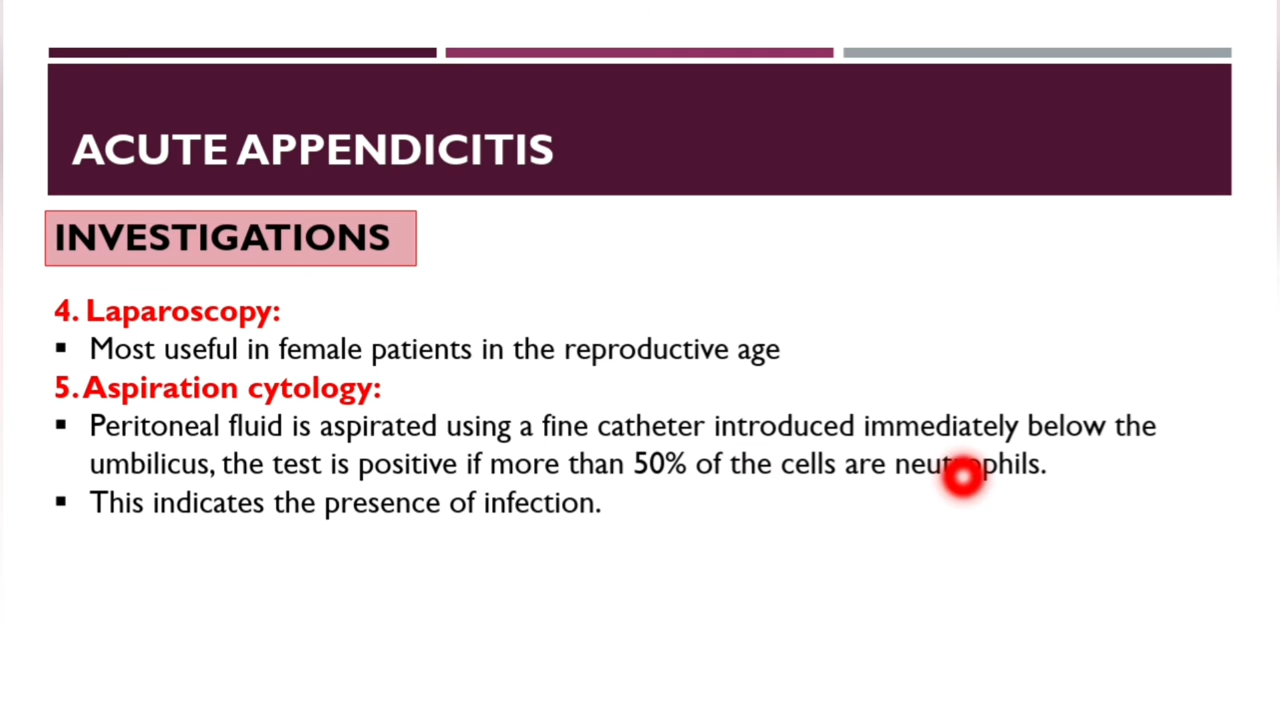 ACUTE APPENDICITIS
INVESTIGATIONS
4. Laparoscopy:
▪ Most useful in female patients in the reproductive age
5. Aspiration cytology:
▪ Peritoneal fluid is aspirated using a fine catheter introduced immediately below the
umbilicus, the test is positive if more than 50% of the cells are neutrophils.
▪ This indicates the presence of infection.